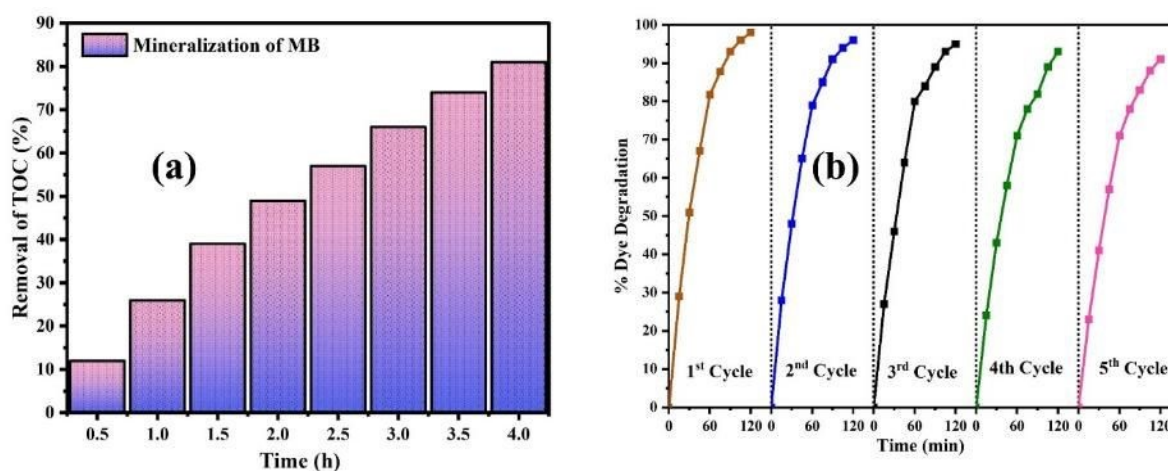 90
80
70
60
50
40
30
20
10
0
Removal of TOC (%)
Mineralization of MB
(a)
0.5 1.0 1.5 2.0 2.5 3.0 3.5 4.0
Time (h)
100
90
80
70
60
50
40
30
20
10
0
% Dye Degradation
(b)
1st Cycle 2nd Cycle 3rd Cycle 4th Cycle 5th Cycle
0 60 120 0 60 120 0 60 120 0 60 120 0 60 120
Time (min)